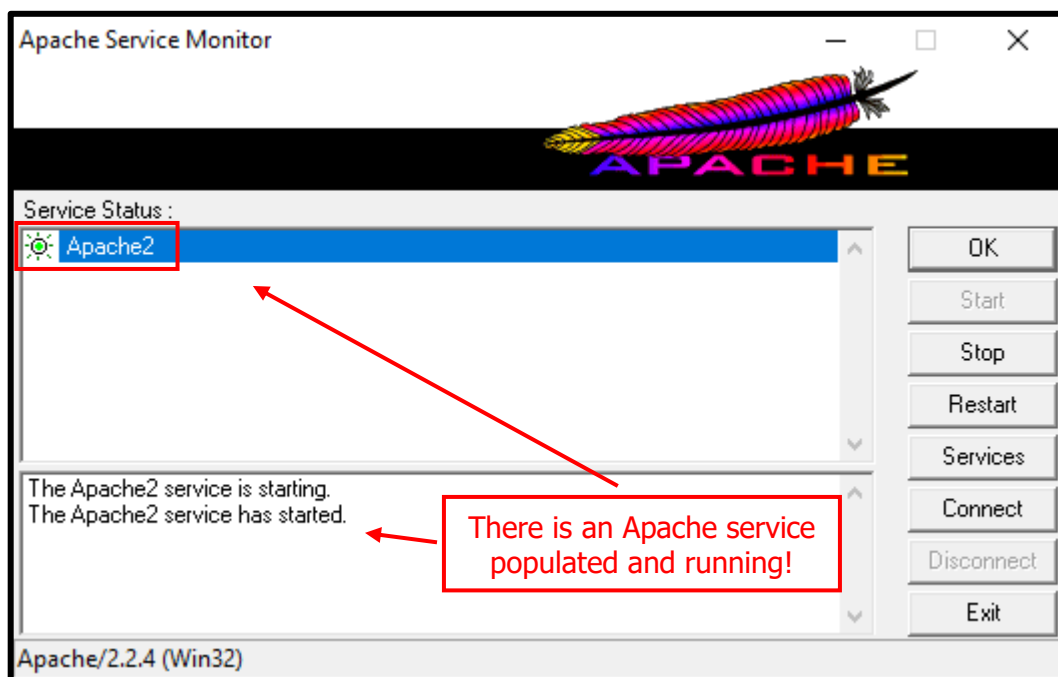 Apache Service Monitor
APACHE
Service Status :
Apache2
OK
Start
Stop
Restart
Services
Connect
Disconnect
Exit
The Apache2 service is starting.
The Apache2 service has started.
There is an Apache service
populated and running!
Apache/2.2.4 (Win32)